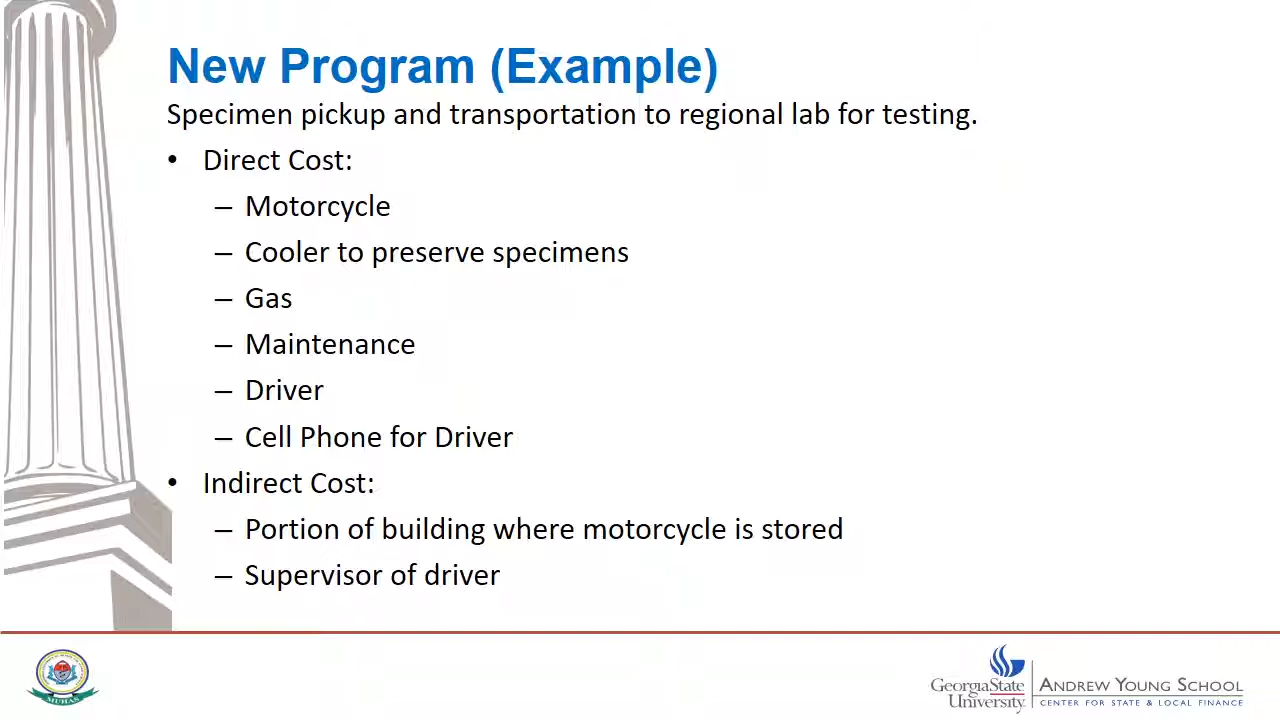 New Program (Example)
Specimen pickup and transportation to regional lab for testing.
• Direct Cost:
– Motorcycle
– Cooler to preserve specimens
– Gas
– Maintenance
– Driver
– Cell Phone for Driver
• Indirect Cost:
– Portion of building where motorcycle is stored
– Supervisor of driver
MUHAS
GeorgiaState
University
ANDREW YOUNG SCHOOL
CENTER FOR STATE & LOCAL FINANCE